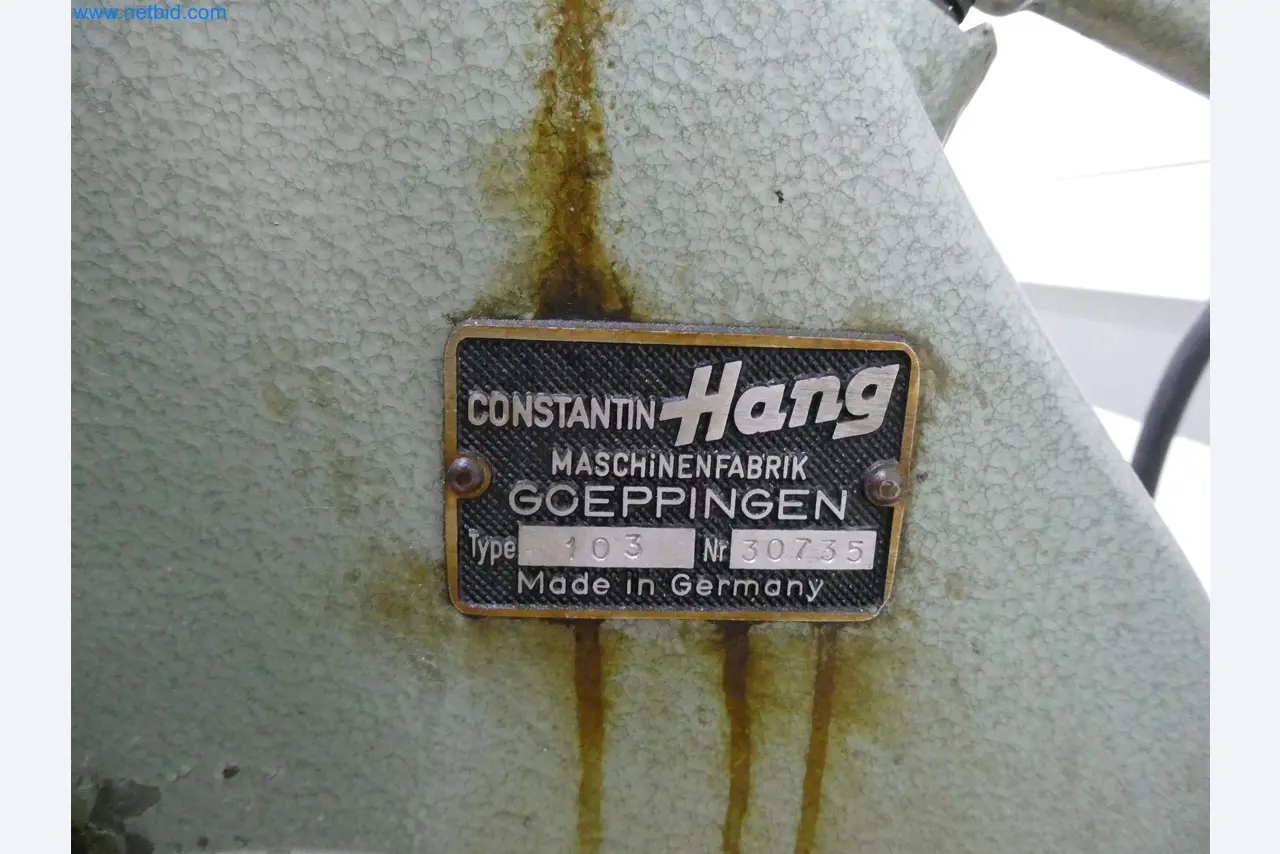 www.netbid.com
CONSTANTIN Hang
MASCHiNENFABRIK
GOEPPINGEN
Type 103 Nr 30735
Made in Germany